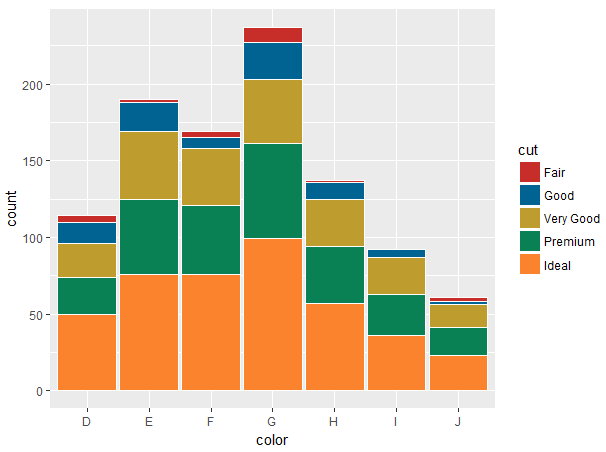 count
200
150
100
50
0
D E F G H I J
color
cut
Fair
Good
Very Good
Premium
Ideal